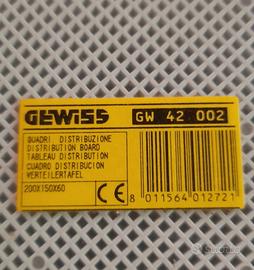 GEWISS
GW 42 002
QUADRI DISTRIBUZIONE
DISTRIBUTION BOARD
TABLEAU DISTRIBUTION
CUADRO DISTRIBUCION
VERTEILERTAFEL
200X150X60
CE
8 011564 012721